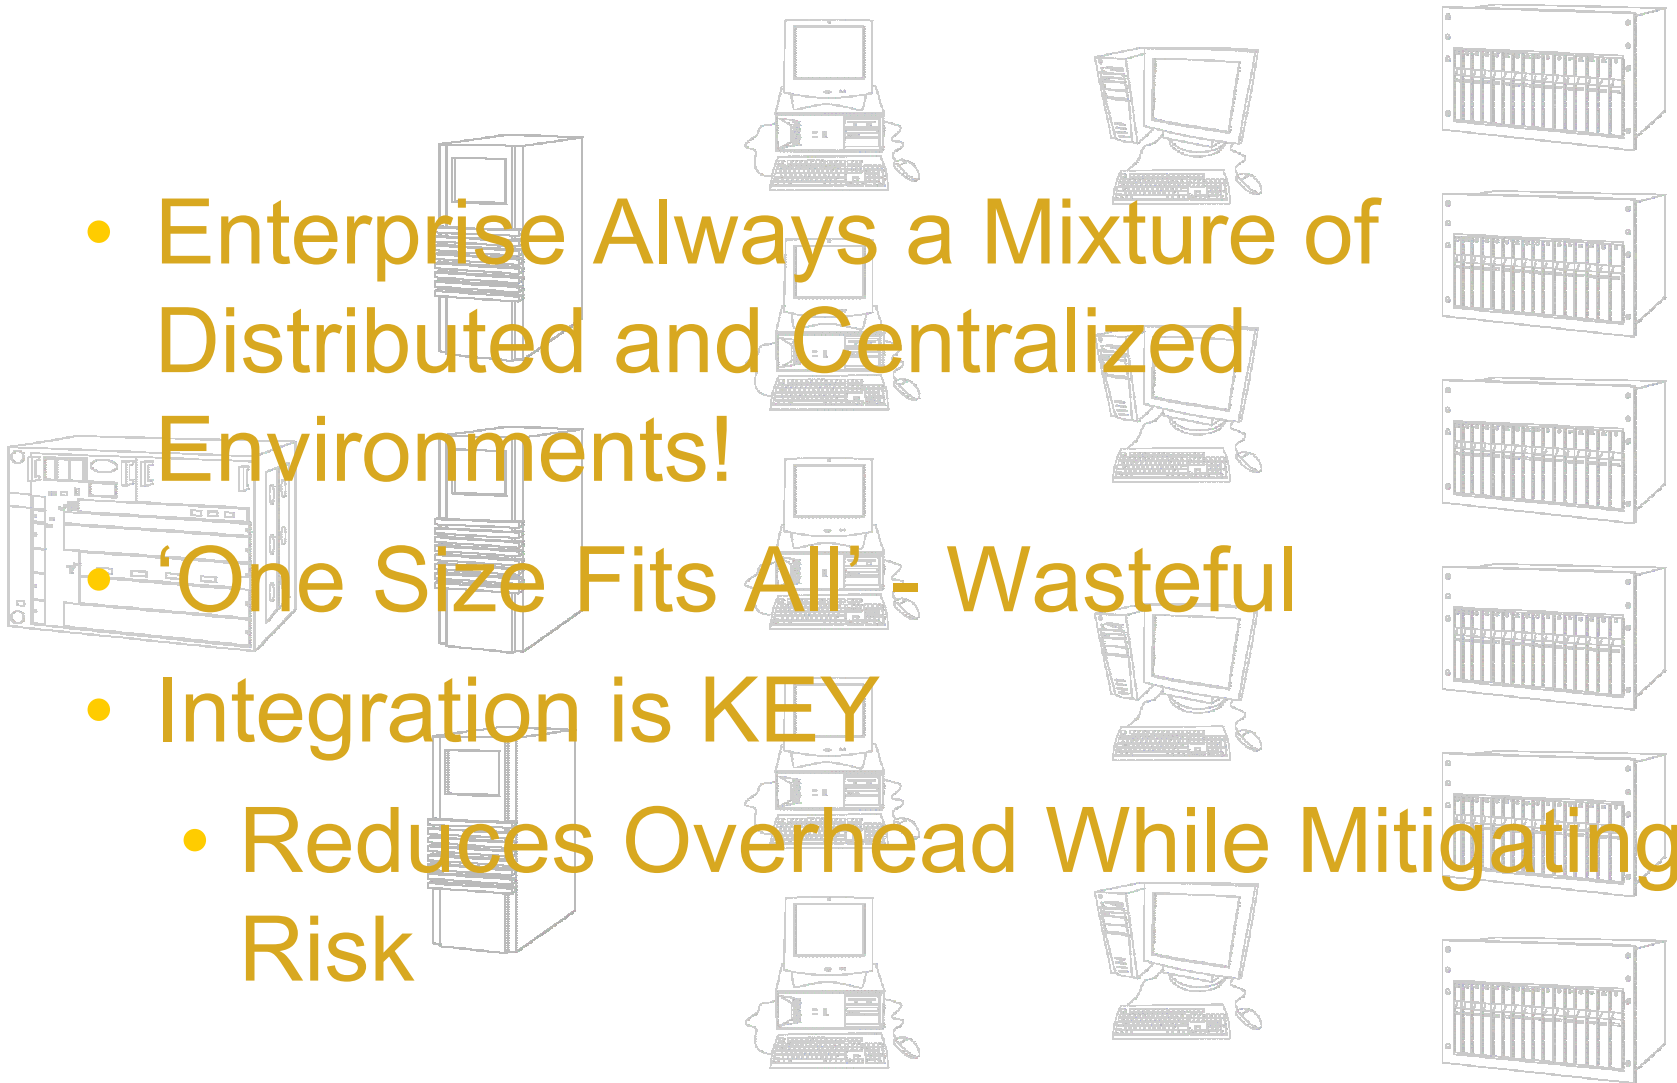 • Enterprise Always a Mixture of
Distributed and Centralized
Environments!
• ‘One Size Fits All’ - Wasteful
• Integration is KEY
• Reduces Overhead While Mitigating
Risk